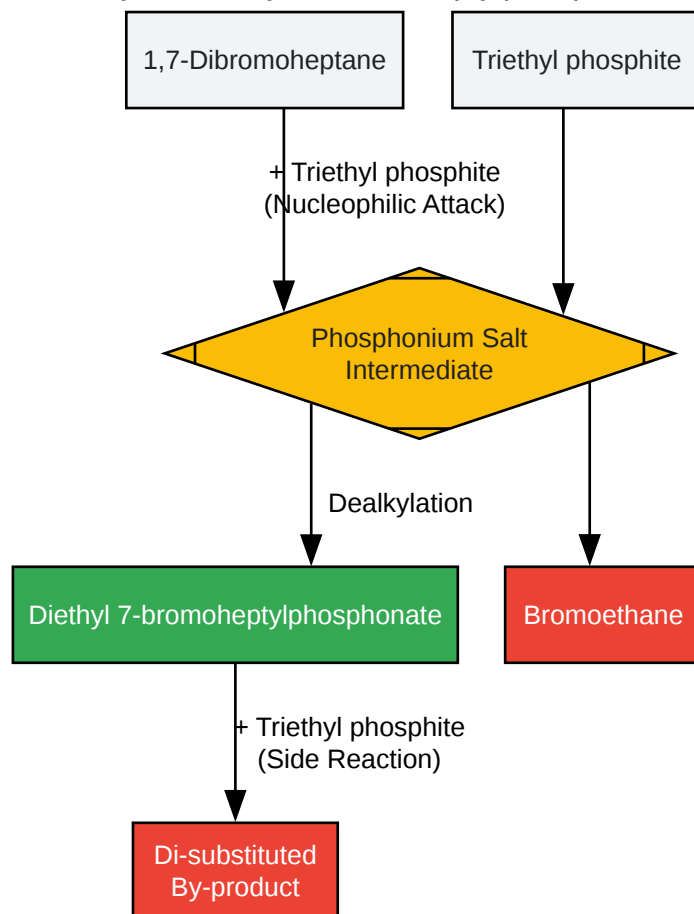 1,7-Dibromoheptane
Triethyl phosphite
+ Triethyl phosphite
(Nucleophilic Attack)
Phosphonium Salt
Intermediate
Dealkylation
Diethyl 7-bromoheptylphosphonate
Bromoethane
+ Triethyl phosphite
(Side Reaction)
Di-substituted
By-product